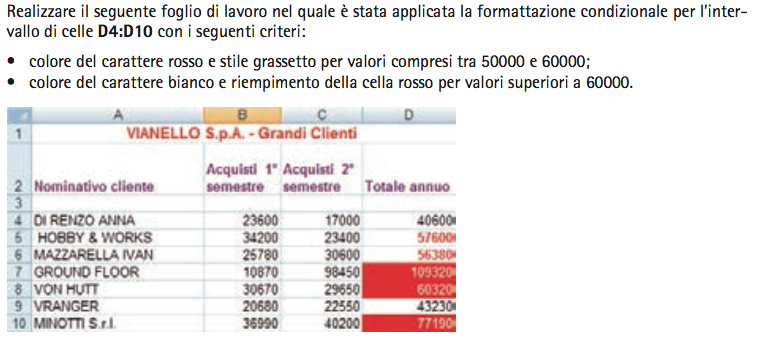 Realizzare il seguente foglio di lavoro nel quale è stata applicata la formattazione condizionale per l'inter-
vallo di celle D4:D10 con i seguenti criteri:
• colore del carattere rosso e stile grassetto per valori compresi tra 50000 e 60000;
• colore del carattere bianco e riempimento della cella rosso per valori superiori a 60000.
A B C D
1 VIANELLO S.p.A. - Grandi Clienti
Acquisti 1° Acquisti 2°
2 Nominativo cliente semestre semestre Totale annuo
3
4 DI RENZO ANNA 23600 17000 40600€
5 HOBBY & WORKS 34200 23400 57600€
6 MAZZARELLA IVAN 25780 30600 56380€
7 GROUND FLOOR 10870 98450 109320€
8 VON HUTT 30670 29650 60320€
9 VRANGER 20680 22550 43230€
10 MINOTTI S.r.l. 36990 40200 77190€